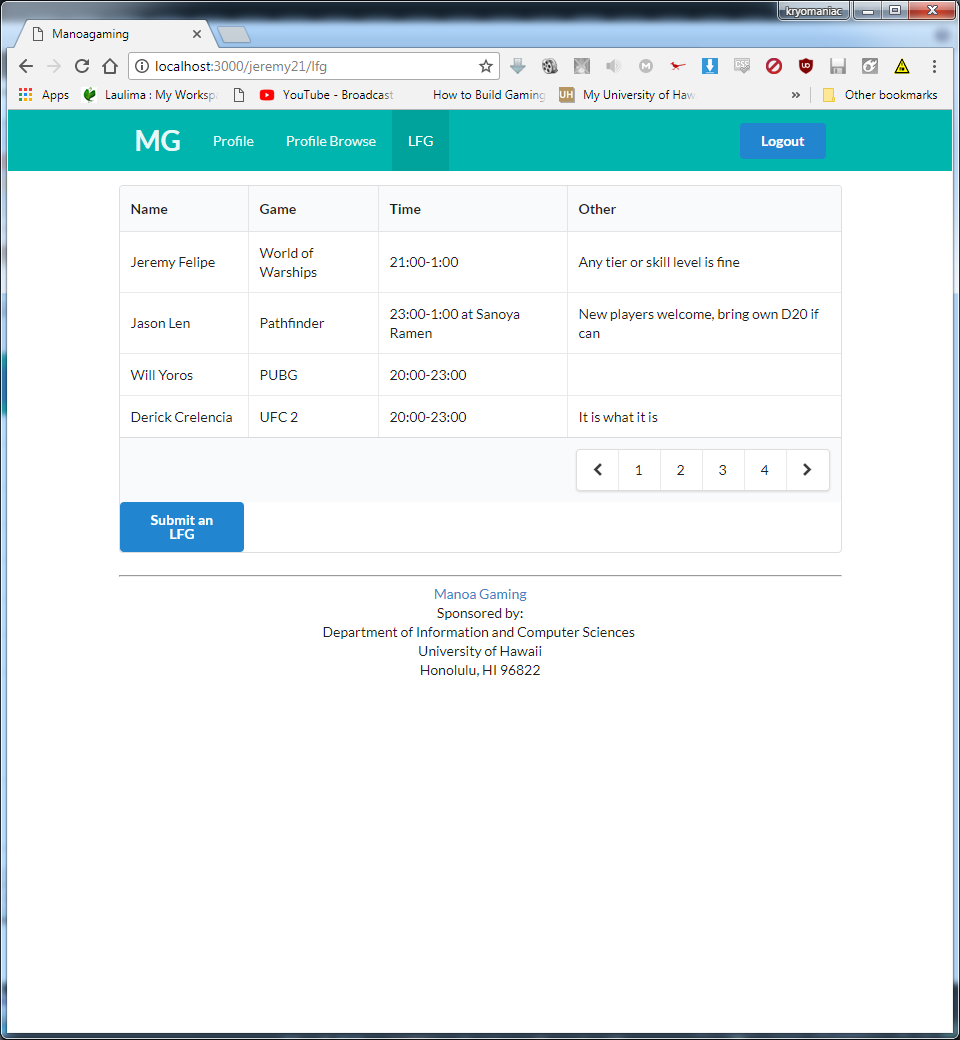 kryomaniac
Manoagaming
localhost:3000/jeremy21/lfg
Apps Laulima : My Worksp YouTube - Broadcast How to Build Gaming UH My University of Haw » Other bookmarks
MG Profile Profile Browse LFG Logout
Name Game Time Other
Jeremy Felipe World of Warships 21:00-1:00 Any tier or skill level is fine
Jason Len Pathfinder 23:00-1:00 at Sanoya Ramen New players welcome, bring own D20 if can
Will Yoros PUBG 20:00-23:00
Derick Crelencia UFC 2 20:00-23:00 It is what it is
1 2 3 4
Submit an
LFG
Manoa Gaming
Sponsored by:
Department of Information and Computer Sciences
University of Hawaii
Honolulu, HI 96822